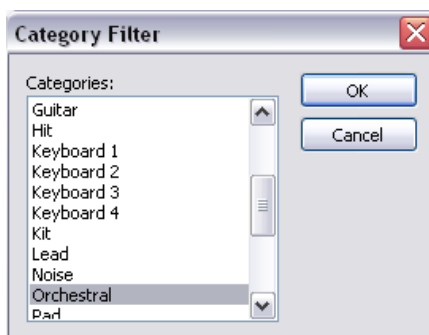 Category Filter
Categories:
OK
Cancel
Guitar
Hit
Keyboard 1
Keyboard 2
Keyboard 3
Keyboard 4
Kit
Lead
Noise
Orchestral
Pad